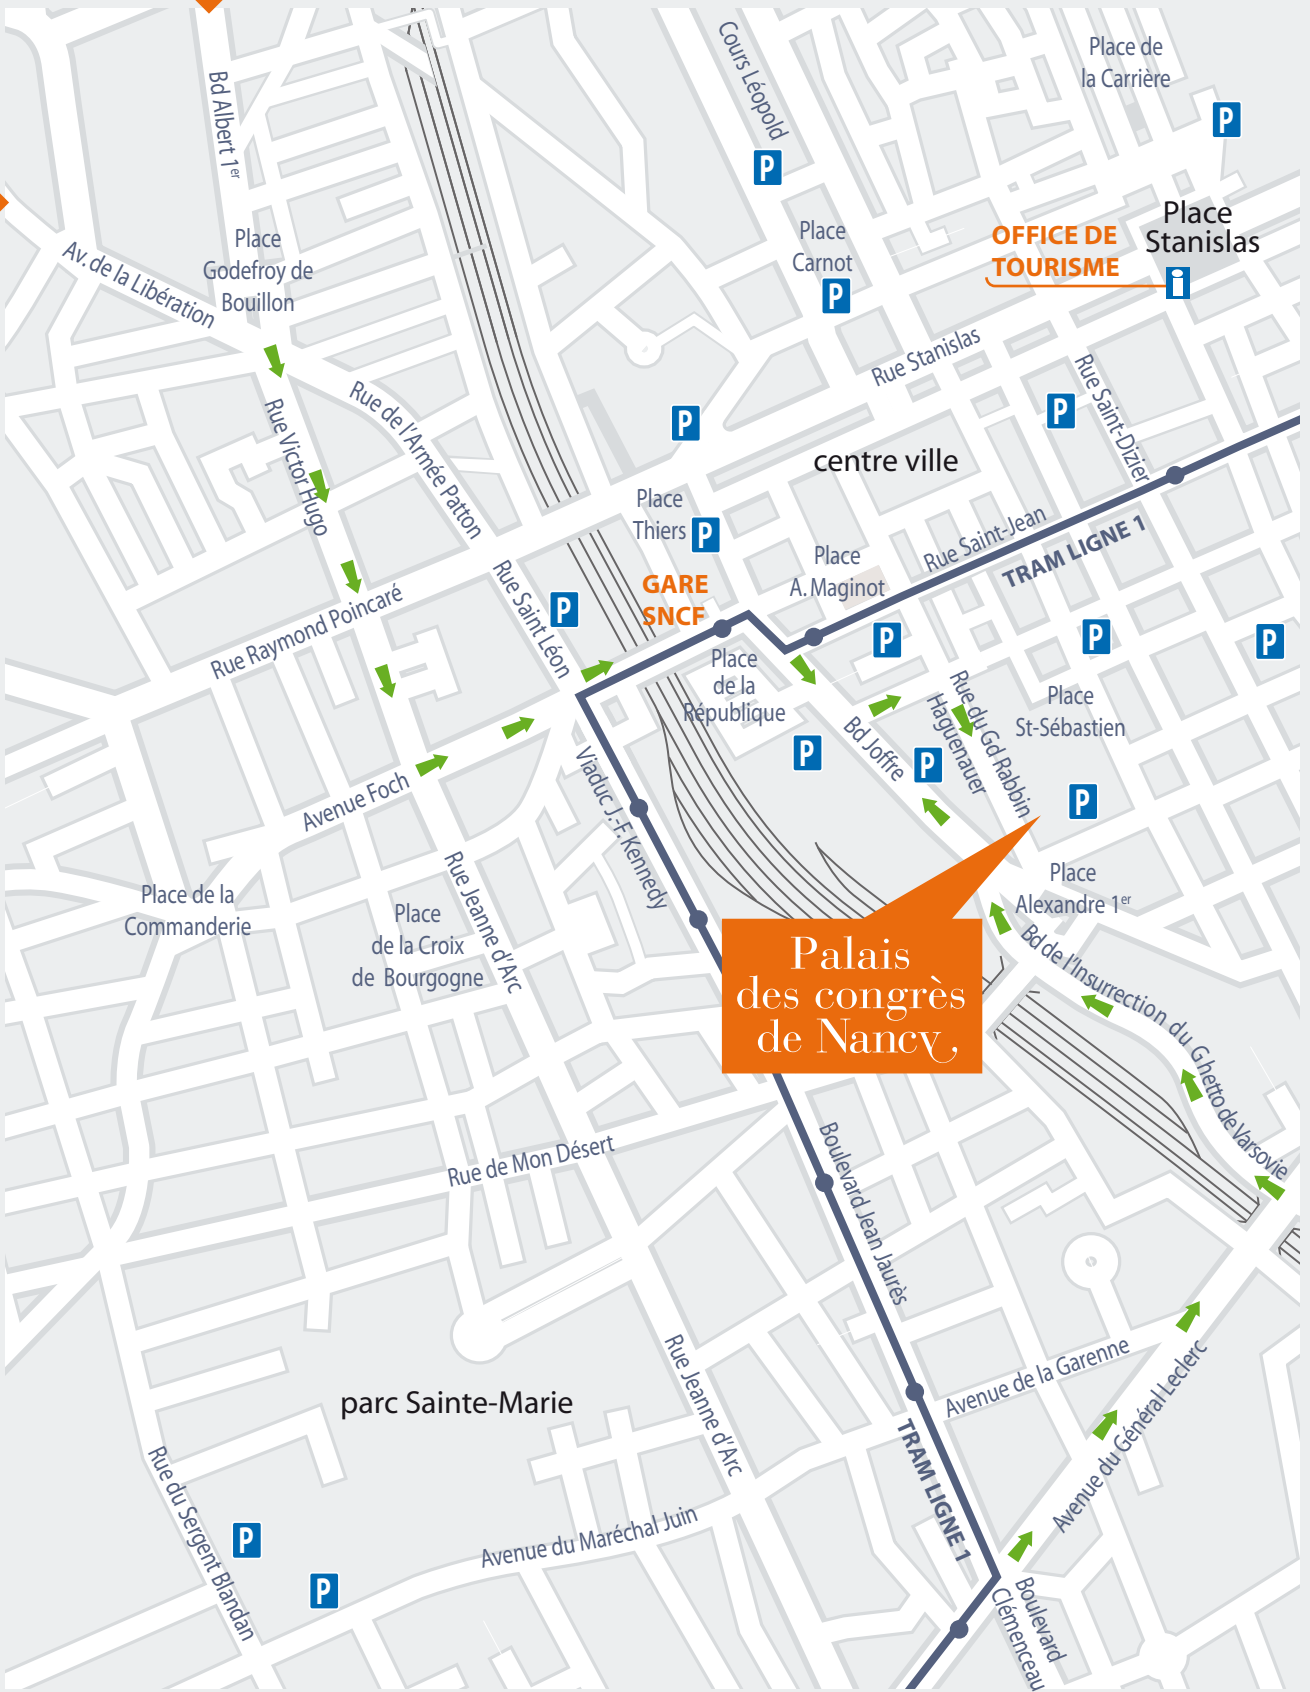 Place de
la Carrière
Cours Léopold
P
Bd Albert 1er
P
Place
Stanislas
OFFICE DE
TOURISME
i
Place
Carnot
P
Place
Godefroy de
Bouillon
Av. de la Libération
Rue Stanislas
Rue Saint-Dizier
P
Rue de l'Armée Patton
Rue Victor Hugo
P
centre ville
Place
Thiers
P
Rue Saint-Jean
TRAM LIGNE 1
Place
A. Maginot
GARE
SNCF
P
Rue Saint Léon
Rue Raymond Poincaré
P
P
P
Place
de la
République
P
Rue du Gd Rabbin
Haguenauer
Place
St-Sébastien
Bd Joffre
P
P
Viaduc J.-F. Kennedy
Avenue Foch
Rue Jeanne d'Arc
Place de la
Commanderie
Place
de la Croix
de Bourgogne
Place
Alexandre 1er
Palais
des congrès
de Nancy,
Bd de l'Insurrection du Ghetto de Varsovie
Rue de Mon Désert
Boulevard Jean Jaurès
Rue Jeanne d'Arc
Avenue de la Garenne
Avenue du Général Leclerc
parc Sainte-Marie
TRAM LIGNE 1
Rue du Sergent Blandan
P
P
Avenue du Maréchal Juin
Boulevard
Clémenceau